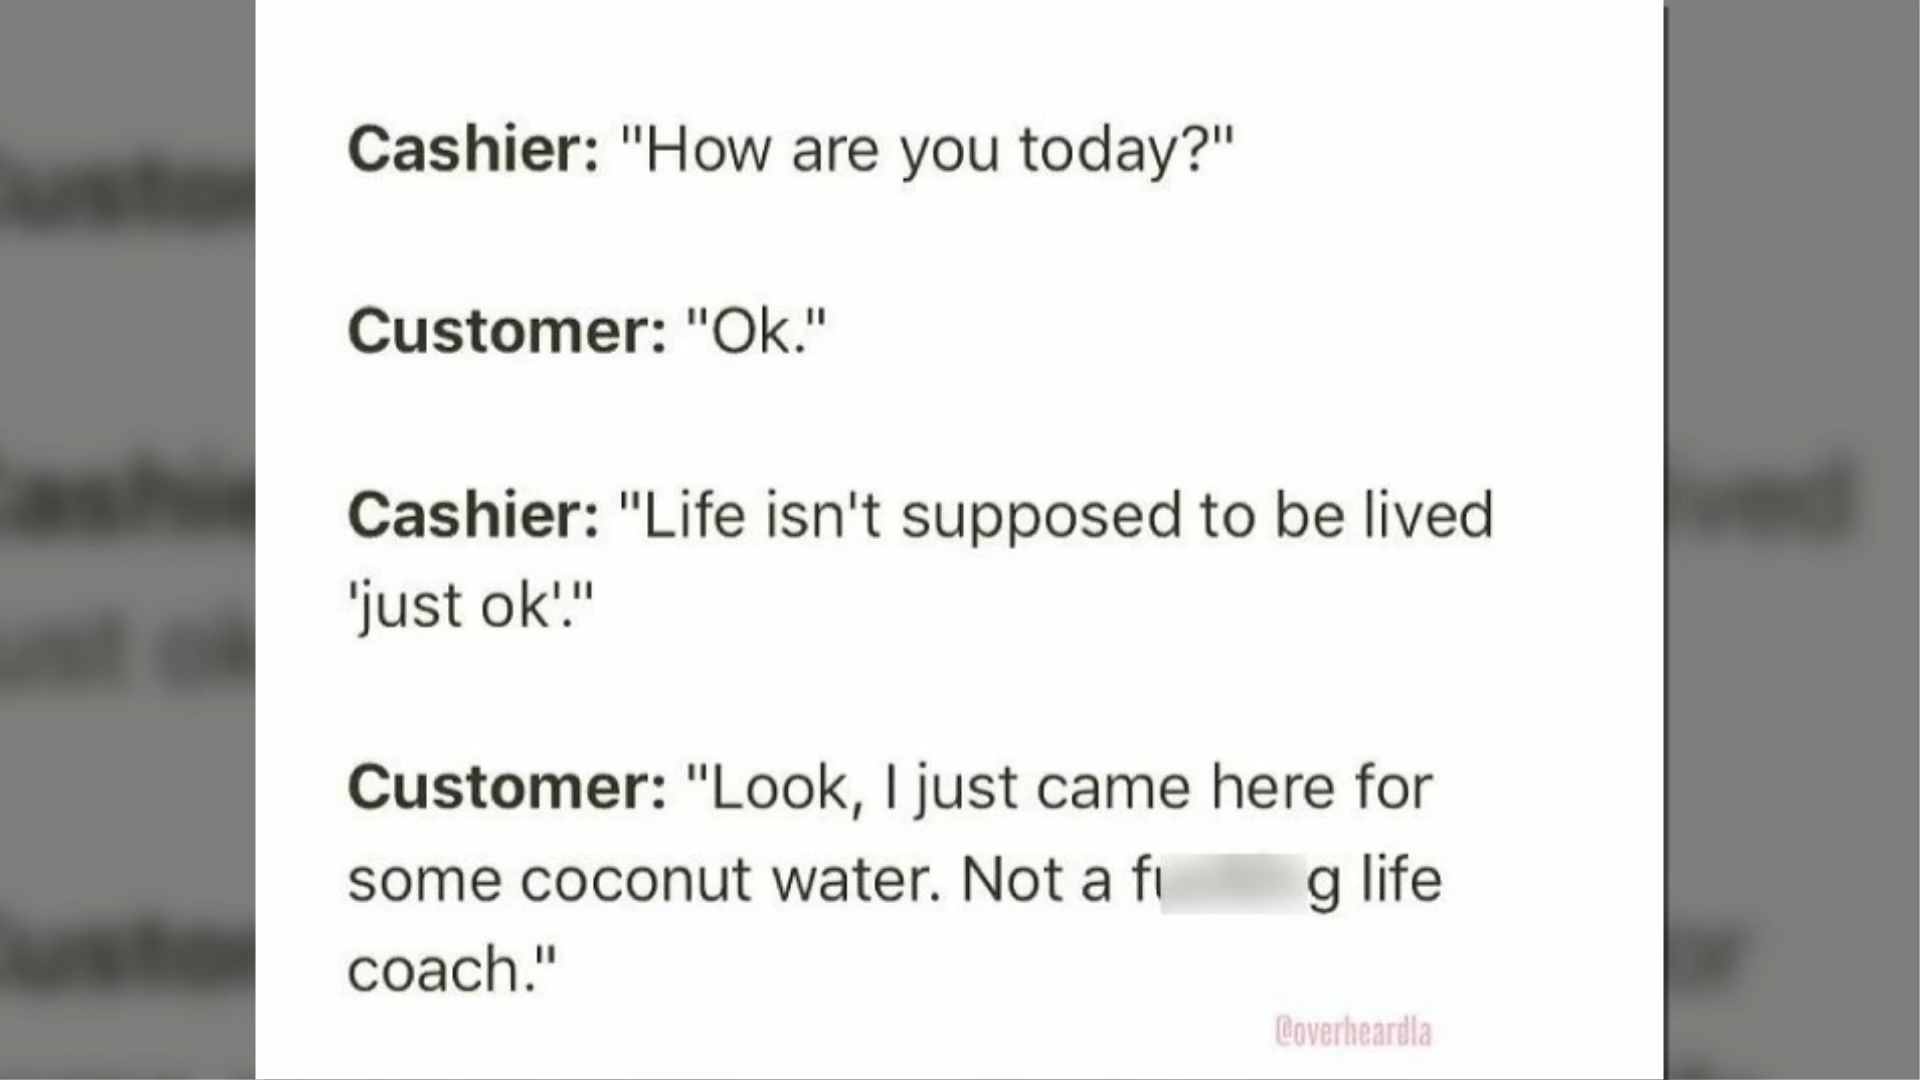 Cashier: "How are you today?"
Customer: "Ok."
Cashier: "Life isn't supposed to be lived
'just ok'."
Customer: "Look, I just came here for
some coconut water. Not a life
coach."
@overheardla